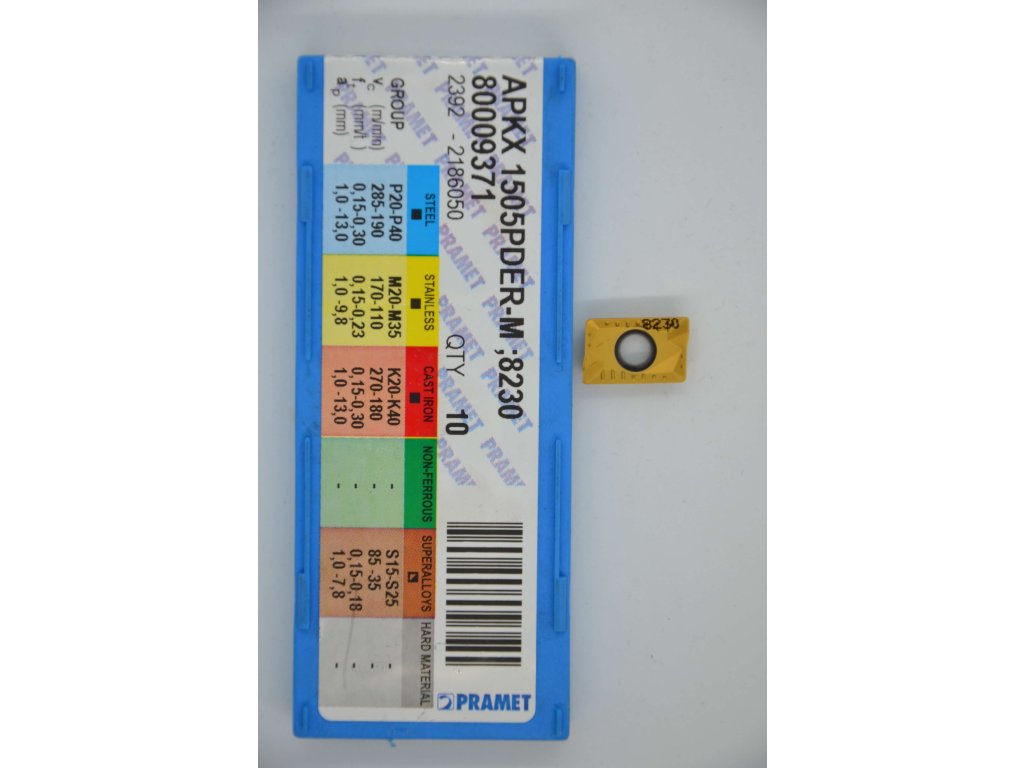 APKX 1505PDER-M ;8230
80009371
2392 - 2186050 QTY 10
STEEL STAINLESS CAST IRON NON-FERROUS SUPERALLOYS HARD MATERIAL
GROUP P20-P40 M20-M35 K20-K40 - S15-S25 -
vc (m/min) 285-190 170-110 270-180 - 85 -35 -
ft (mm/t) 0,15-0,30 0,15-0,23 0,15-0,30 - 0,15-0,18 -
ap (mm) 1,0 -13,0 1,0 -9,8 1,0 -13,0 - 1,0 -7,8 -
PRAMET
8230